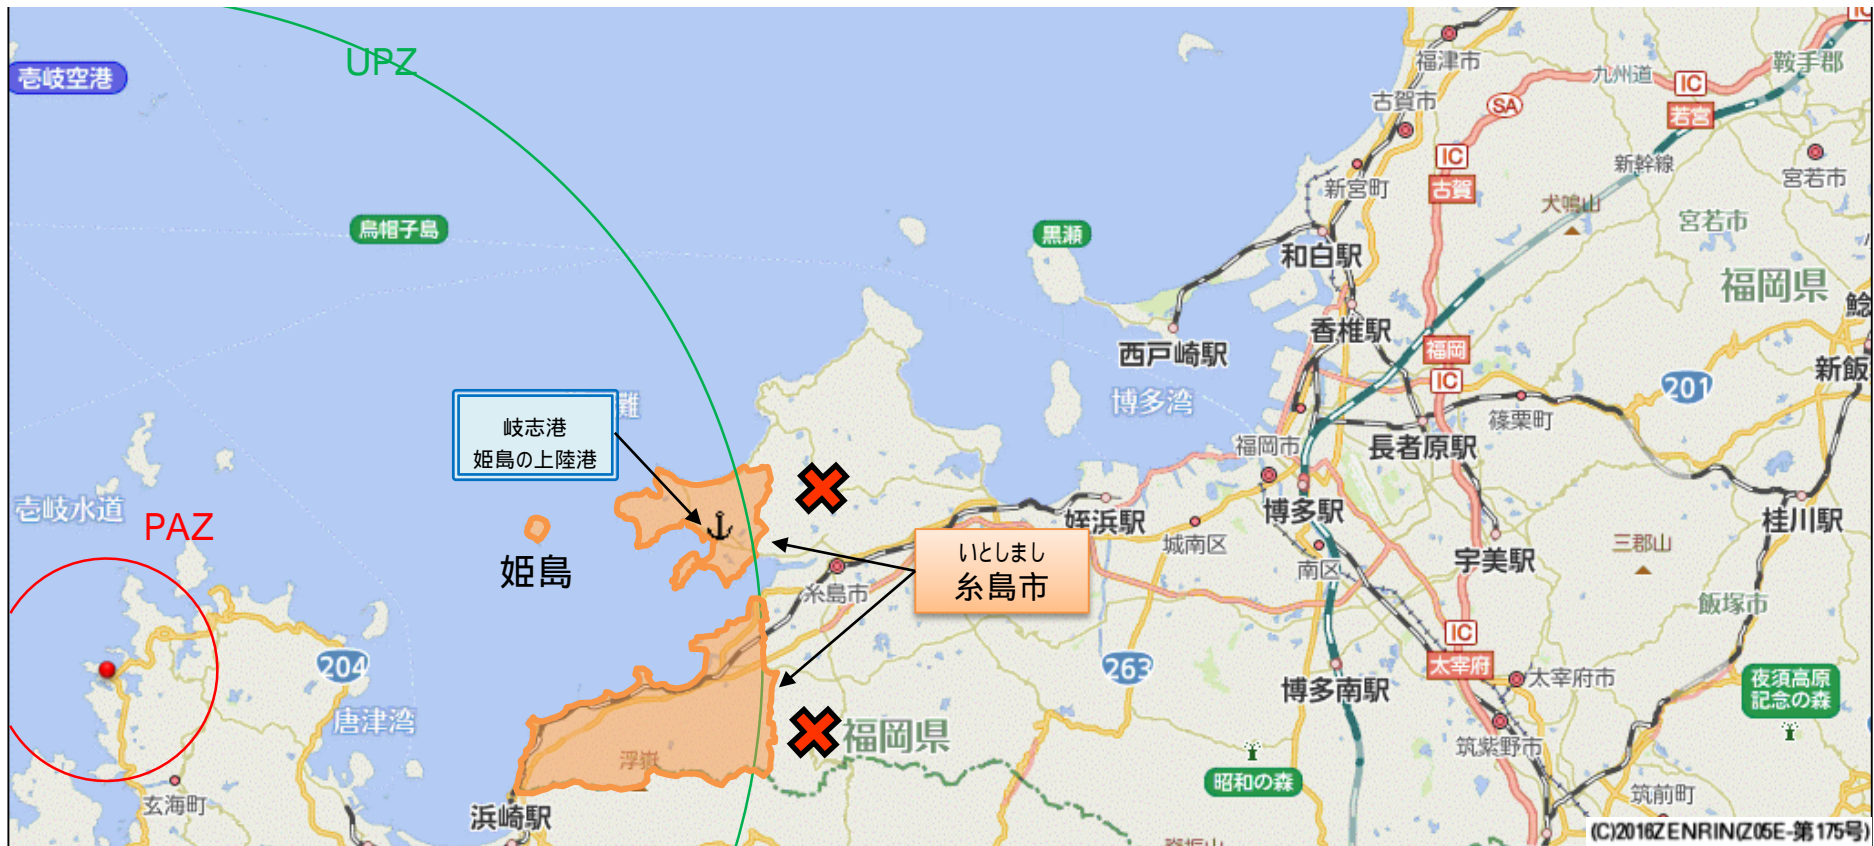 UPZ
壱岐空港
烏帽子島
黒瀬
福津市
古賀市
九州道
鞍手郡
IC
IC
SA
若宮
IC
古賀
新宮町
新幹線
宮若市
犬鳴山
宮若市
和白駅
福岡県
香椎駅
西戸崎駅
福岡
IC
新飯
201
博多湾
篠栗町
灘
岐志港
姫島の上陸港
福岡市
長者原駅
壱岐水道
PAZ
姪浜駅
博多駅
桂川駅
城南区
宇美駅
三郡山
いとしまし
糸島市
姫島
南区
糸島市
飯塚市
IC
204
263
太宰府
太宰府市
博多南駅
夜須高原
記念の森
唐津湾
福岡県
筑紫野市
浮嶽
昭和の森
玄海町
浜崎駅
筑前町
(C)2016ZENRIN(Z05E-第175号)